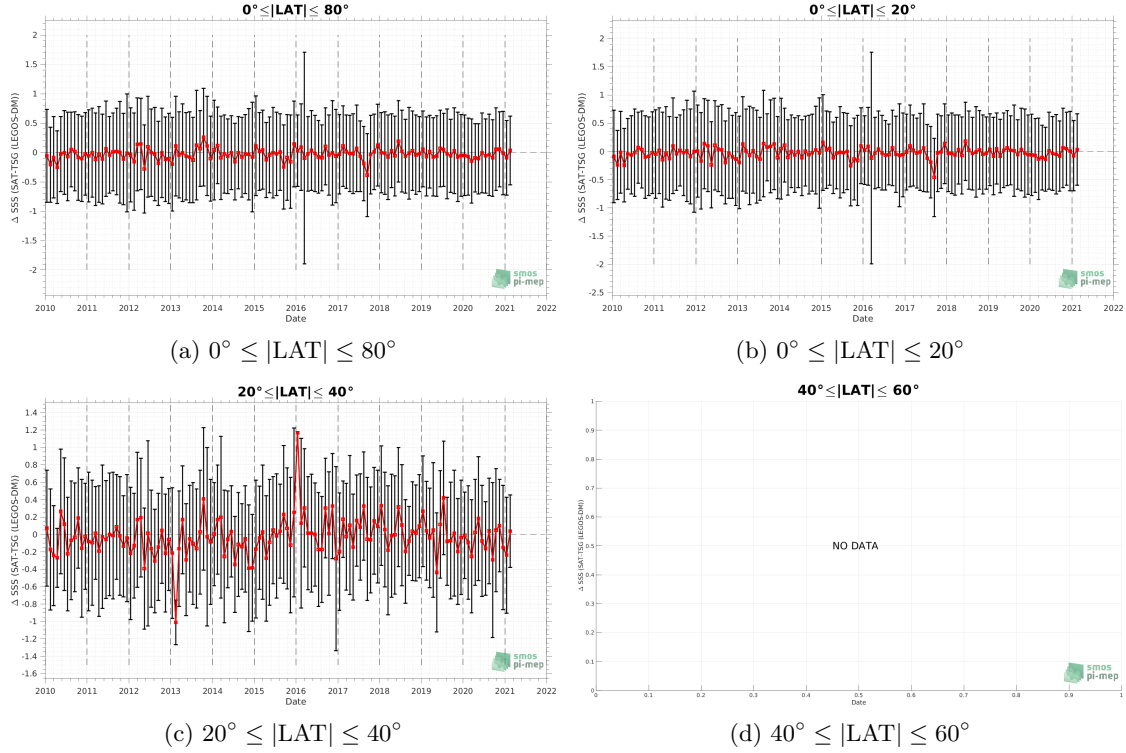 0°≤|LAT|≤ 80°
Δ SSS (SAT-TSG (LEGOS-DM))
2
1.5
1
0.5
0
-0.5
-1
-1.5
-2
2010 2011 2012 2013 2014 2015 2016 2017 2018 2019 2020 2021 2022
Date
smos
pi-mep
(a) 0° ≤ |LAT| ≤ 80°
0°≤|LAT|≤ 20°
Δ SSS (SAT-TSG (LEGOS-DM))
2
1.5
1
0.5
0
-0.5
-1
-1.5
-2
-2.5
2010 2011 2012 2013 2014 2015 2016 2017 2018 2019 2020 2021 2022
Date
smos
pi-mep
(b) 0° ≤ |LAT| ≤ 20°
20°≤|LAT|≤ 40°
Δ SSS (SAT-TSG (LEGOS-DM))
1.4
1.2
1
0.8
0.6
0.4
0.2
0
-0.2
-0.4
-0.6
-0.8
-1
-1.2
-1.4
-1.6
2010 2011 2012 2013 2014 2015 2016 2017 2018 2019 2020 2021 2022
Date
smos
pi-mep
(c) 20° ≤ |LAT| ≤ 40°
40°≤|LAT|≤ 60°
Δ SSS (SAT-TSG (LEGOS-DM))
1
0.9
0.8
0.7
0.6
0.5
0.4
0.3
0.2
0.1
0
NO DATA
0 0.1 0.2 0.3 0.4 0.5 0.6 0.7 0.8 0.9 1
Date
smos
pi-mep
(d) 40° ≤ |LAT| ≤ 60°